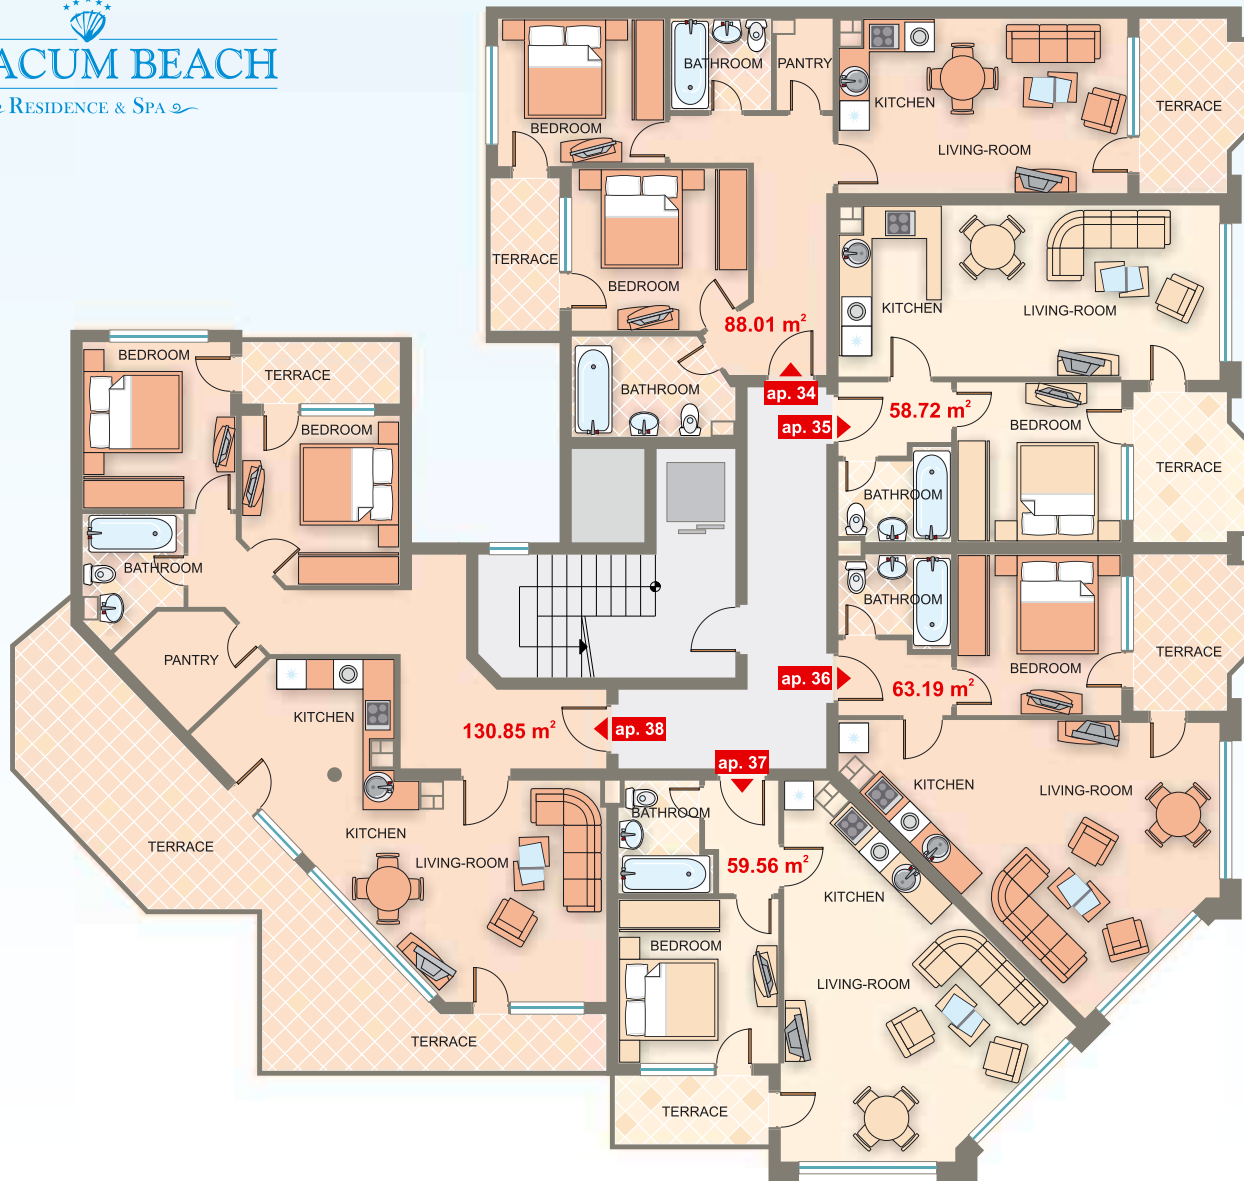 ACUM BEACH
RESIDENCE & SPA
BATHROOM
PANTRY
KITCHEN
TERRACE
BEDROOM
LIVING-ROOM
TERRACE
BEDROOM
KITCHEN
LIVING-ROOM
88.01 m²
BEDROOM
TERRACE
BATHROOM
ap. 34
58.72 m²
ap. 35
BEDROOM
BEDROOM
TERRACE
BATHROOM
BATHROOM
BATHROOM
TERRACE
PANTRY
BEDROOM
ap. 36
63.19 m²
KITCHEN
130.85 m²
ap. 38
ap. 37
KITCHEN
LIVING-ROOM
BATHROOM
KITCHEN
TERRACE
LIVING-ROOM
59.56 m²
KITCHEN
BEDROOM
LIVING-ROOM
TERRACE
TERRACE